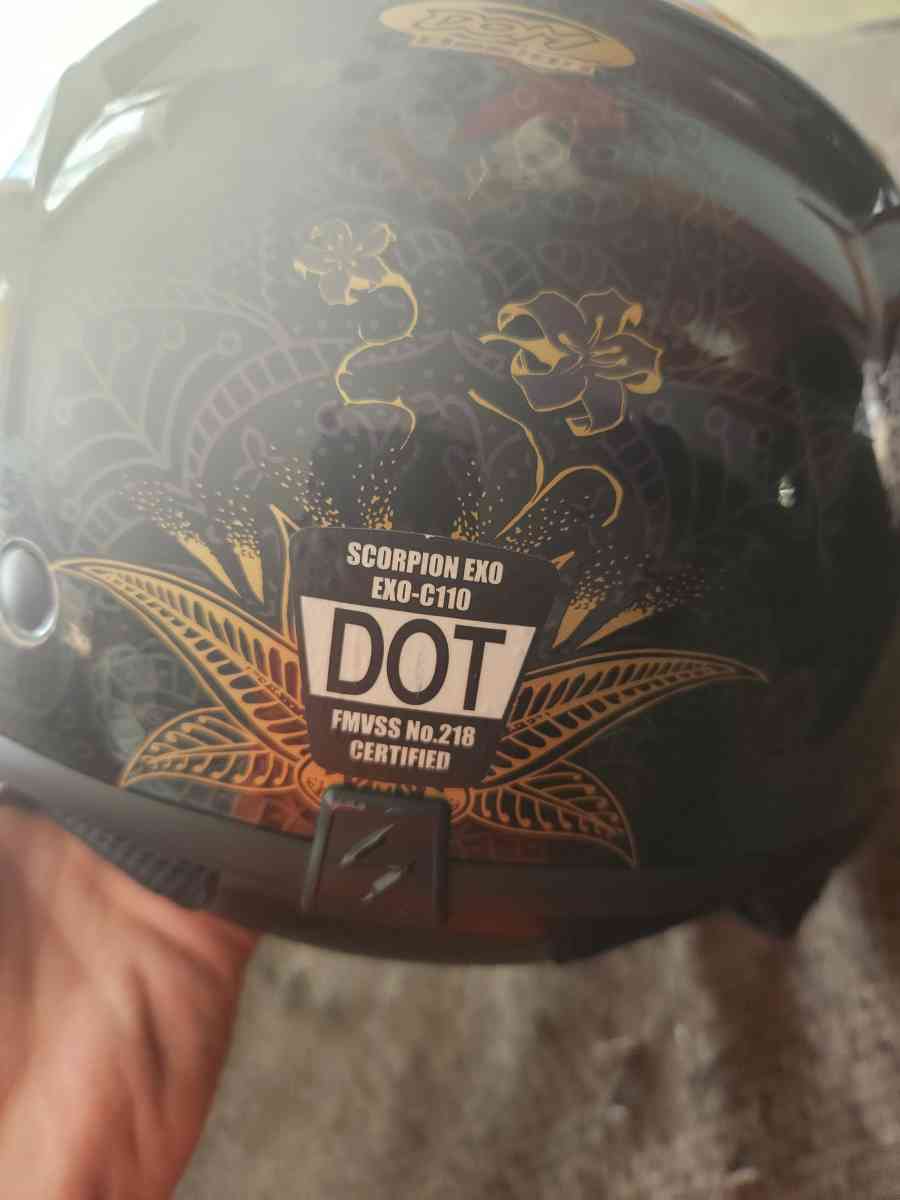 SCORPION EXO
EXO-C110
DOT
FMVSS No.218
CERTIFIED